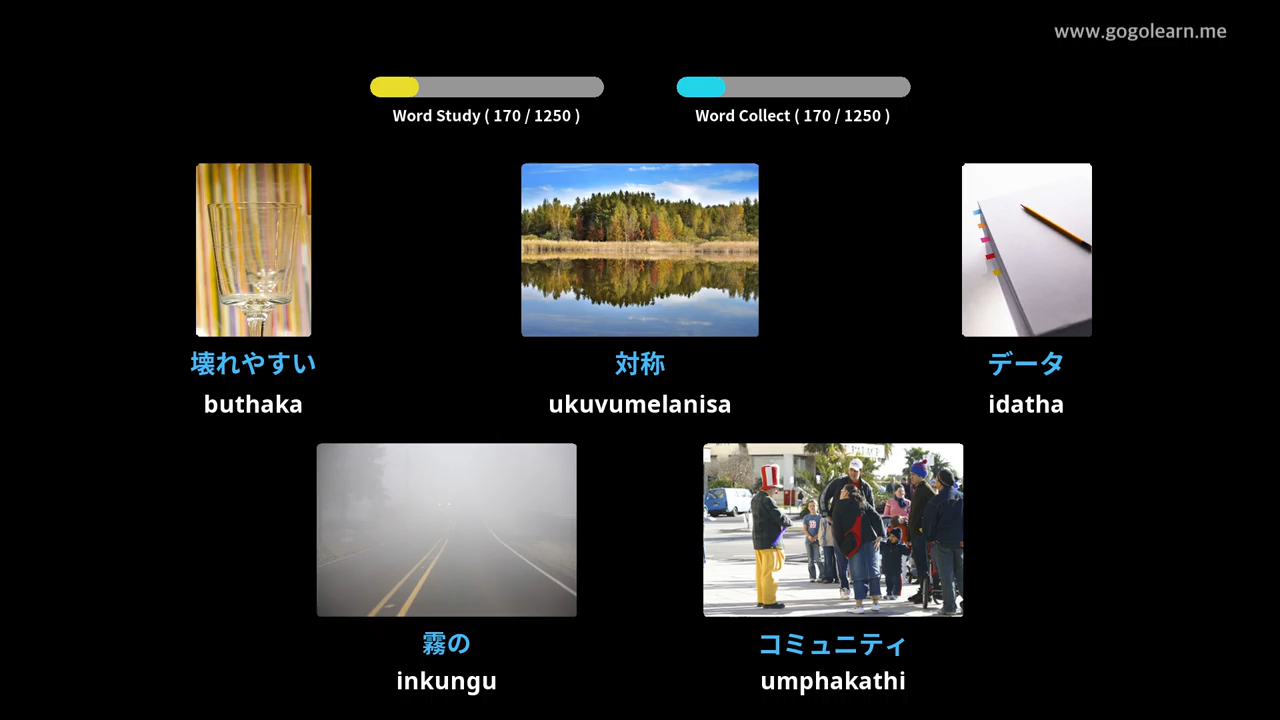 www.gogolearn.me
Word Study ( 170 / 1250 )
Word Collect ( 170 / 1250 )
壊れやすい
buthaka
対称
ukuvumelanisa
データ
idatha
霧の
inkungu
コミュニティ
umphakathi